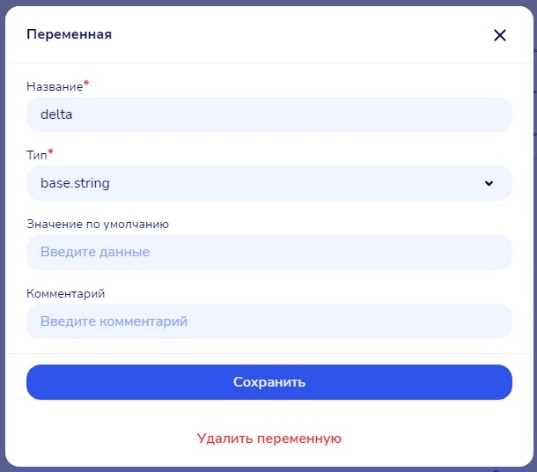 Переменная
Название*
delta
Тип*
base.string
Значение по умолчанию
Введите данные
Комментарий
Введите комментарий
Сохранить
Удалить переменную